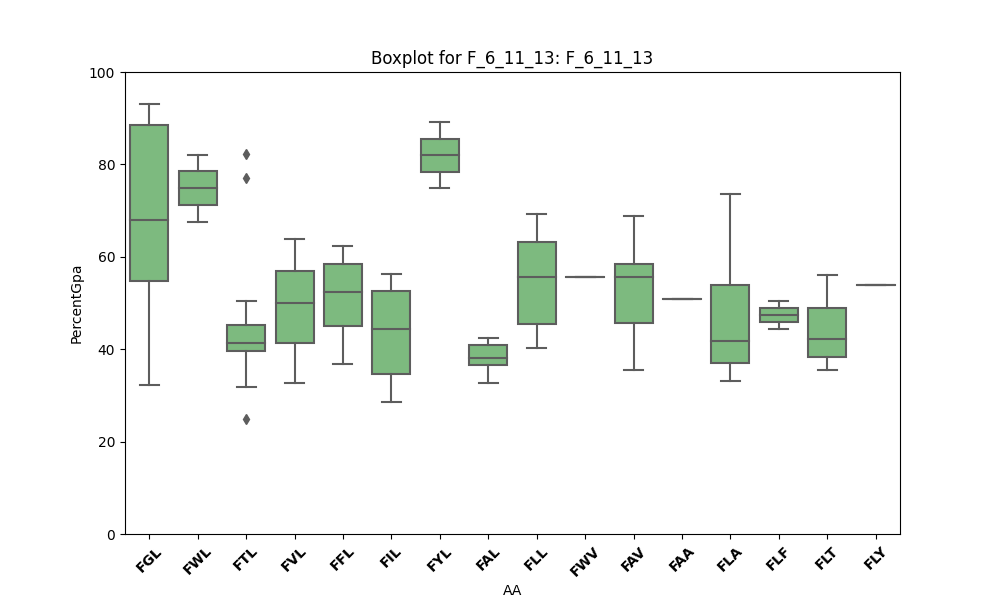 Boxplot for F_6_11_13: F_6_11_13
100
80
60
40
20
0
PercentGpa
FGL FWL FTL FVL FFL FIL FYL FAL FLL FWV FAV FAA FLA FLF FLT FLY
AA